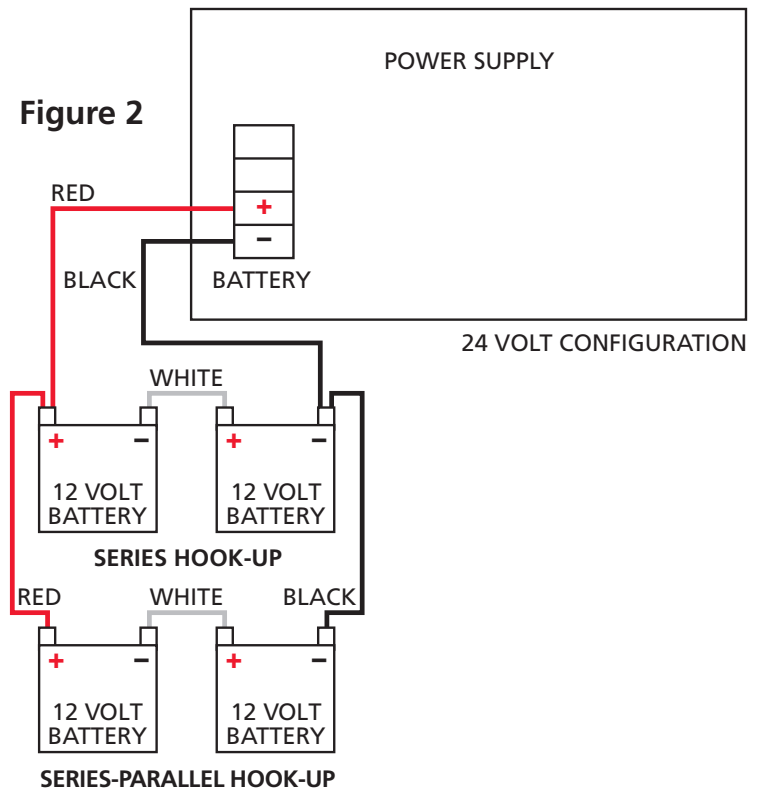 POWER SUPPLY
Figure 2
RED
+
−
BLACK
BATTERY
24 VOLT CONFIGURATION
WHITE
+ −
12 VOLT
BATTERY
+ −
12 VOLT
BATTERY
SERIES HOOK-UP
RED
WHITE
BLACK
+ −
12 VOLT
BATTERY
+ −
12 VOLT
BATTERY
SERIES-PARALLEL HOOK-UP